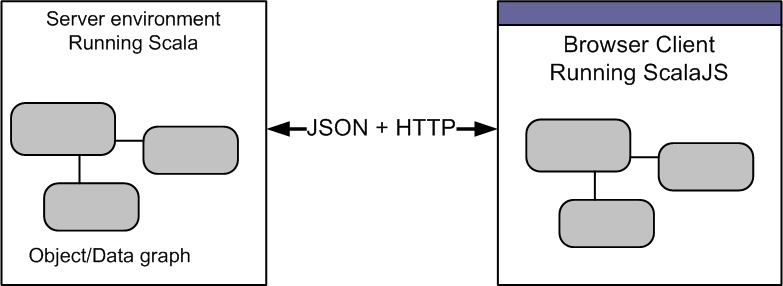 Server environment
Running Scala
Object/Data graph
JSON + HTTP
Browser Client
Running ScalaJS